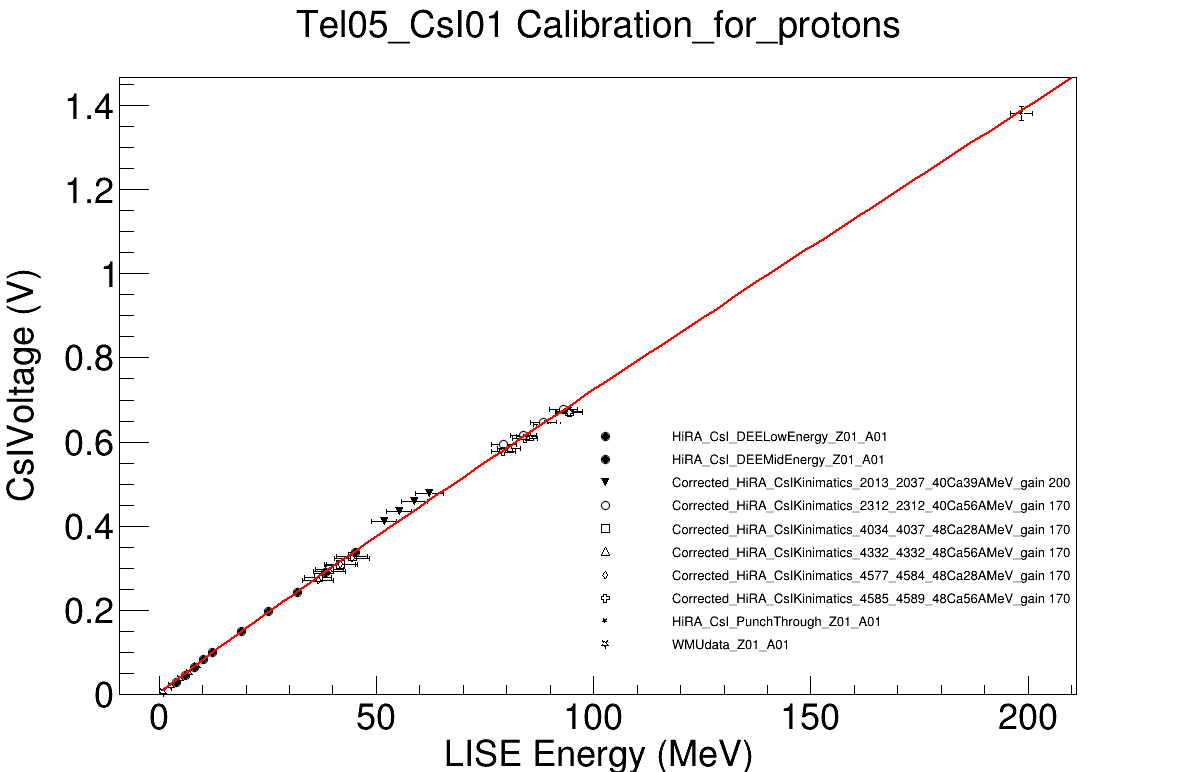 Tel05_CsI01 Calibration_for_protons
1.4
1.2
1
0.8
0.6
0.4
0.2
0
CsIVoltage (V)
HiRA_CsI_DEELowEnergy_Z01_A01
HiRA_CsI_DEEMidEnergy_Z01_A01
Corrected_HiRA_CsIKinimatics_2013_2037_40Ca39AMeV_gain 200
Corrected_HiRA_CsIKinimatics_2312_2312_40Ca56AMeV_gain 170
Corrected_HiRA_CsIKinimatics_4034_4037_48Ca28AMeV_gain 170
Corrected_HiRA_CsIKinimatics_4332_4332_48Ca56AMeV_gain 170
Corrected_HiRA_CsIKinimatics_4577_4584_48Ca28AMeV_gain 170
Corrected_HiRA_CsIKinimatics_4585_4589_48Ca56AMeV_gain 170
HiRA_CsI_PunchThrough_Z01_A01
WMUdata_Z01_A01
0 50 100 150 200
LISE Energy (MeV)